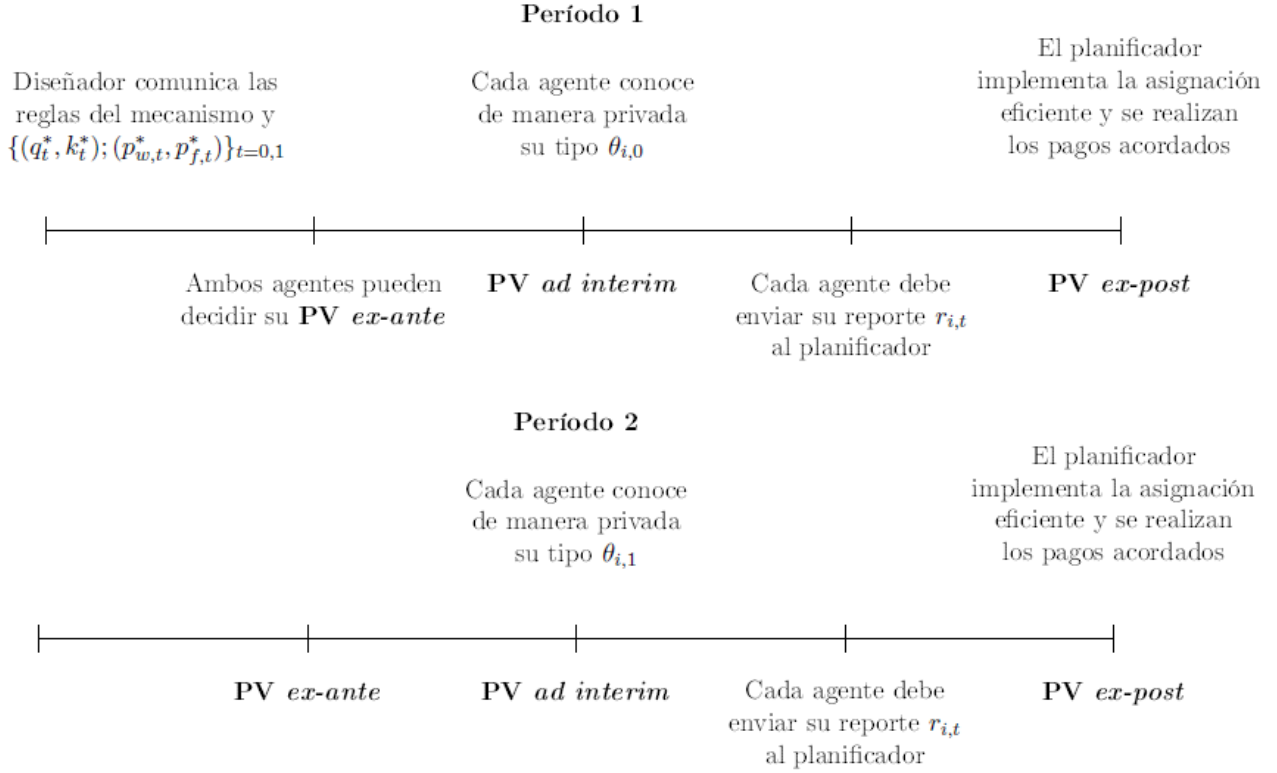 Período 1
Diseñador comunica las
reglas del mecanismo y
{(q_t^*, k_t^*); (p_{w,t}^*, p_{f,t}^*)}_{t=0,1}
Cada agente conoce
de manera privada
su tipo θ_{i,0}
El planificador
implementa la asignación
eficiente y se realizan
los pagos acordados
Ambos agentes pueden
decidir su PV ex-ante
PV ad interim
Cada agente debe
enviar su reporte r_{i,t}
al planificador
PV ex-post
Período 2
Cada agente conoce
de manera privada
su tipo θ_{i,1}
El planificador
implementa la asignación
eficiente y se realizan
los pagos acordados
PV ex-ante
PV ad interim
Cada agente debe
enviar su reporte r_{i,t}
al planificador
PV ex-post